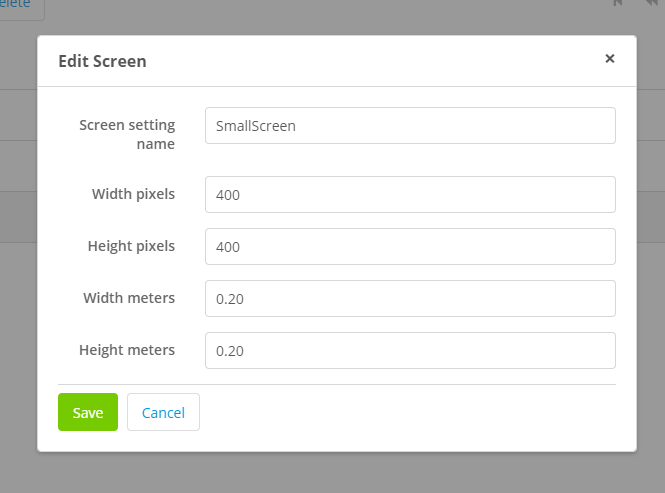 elete
Edit Screen ×
Screen setting
name
SmallScreen
Width pixels 400
Height pixels 400
Width meters 0.20
Height meters 0.20
Save Cancel